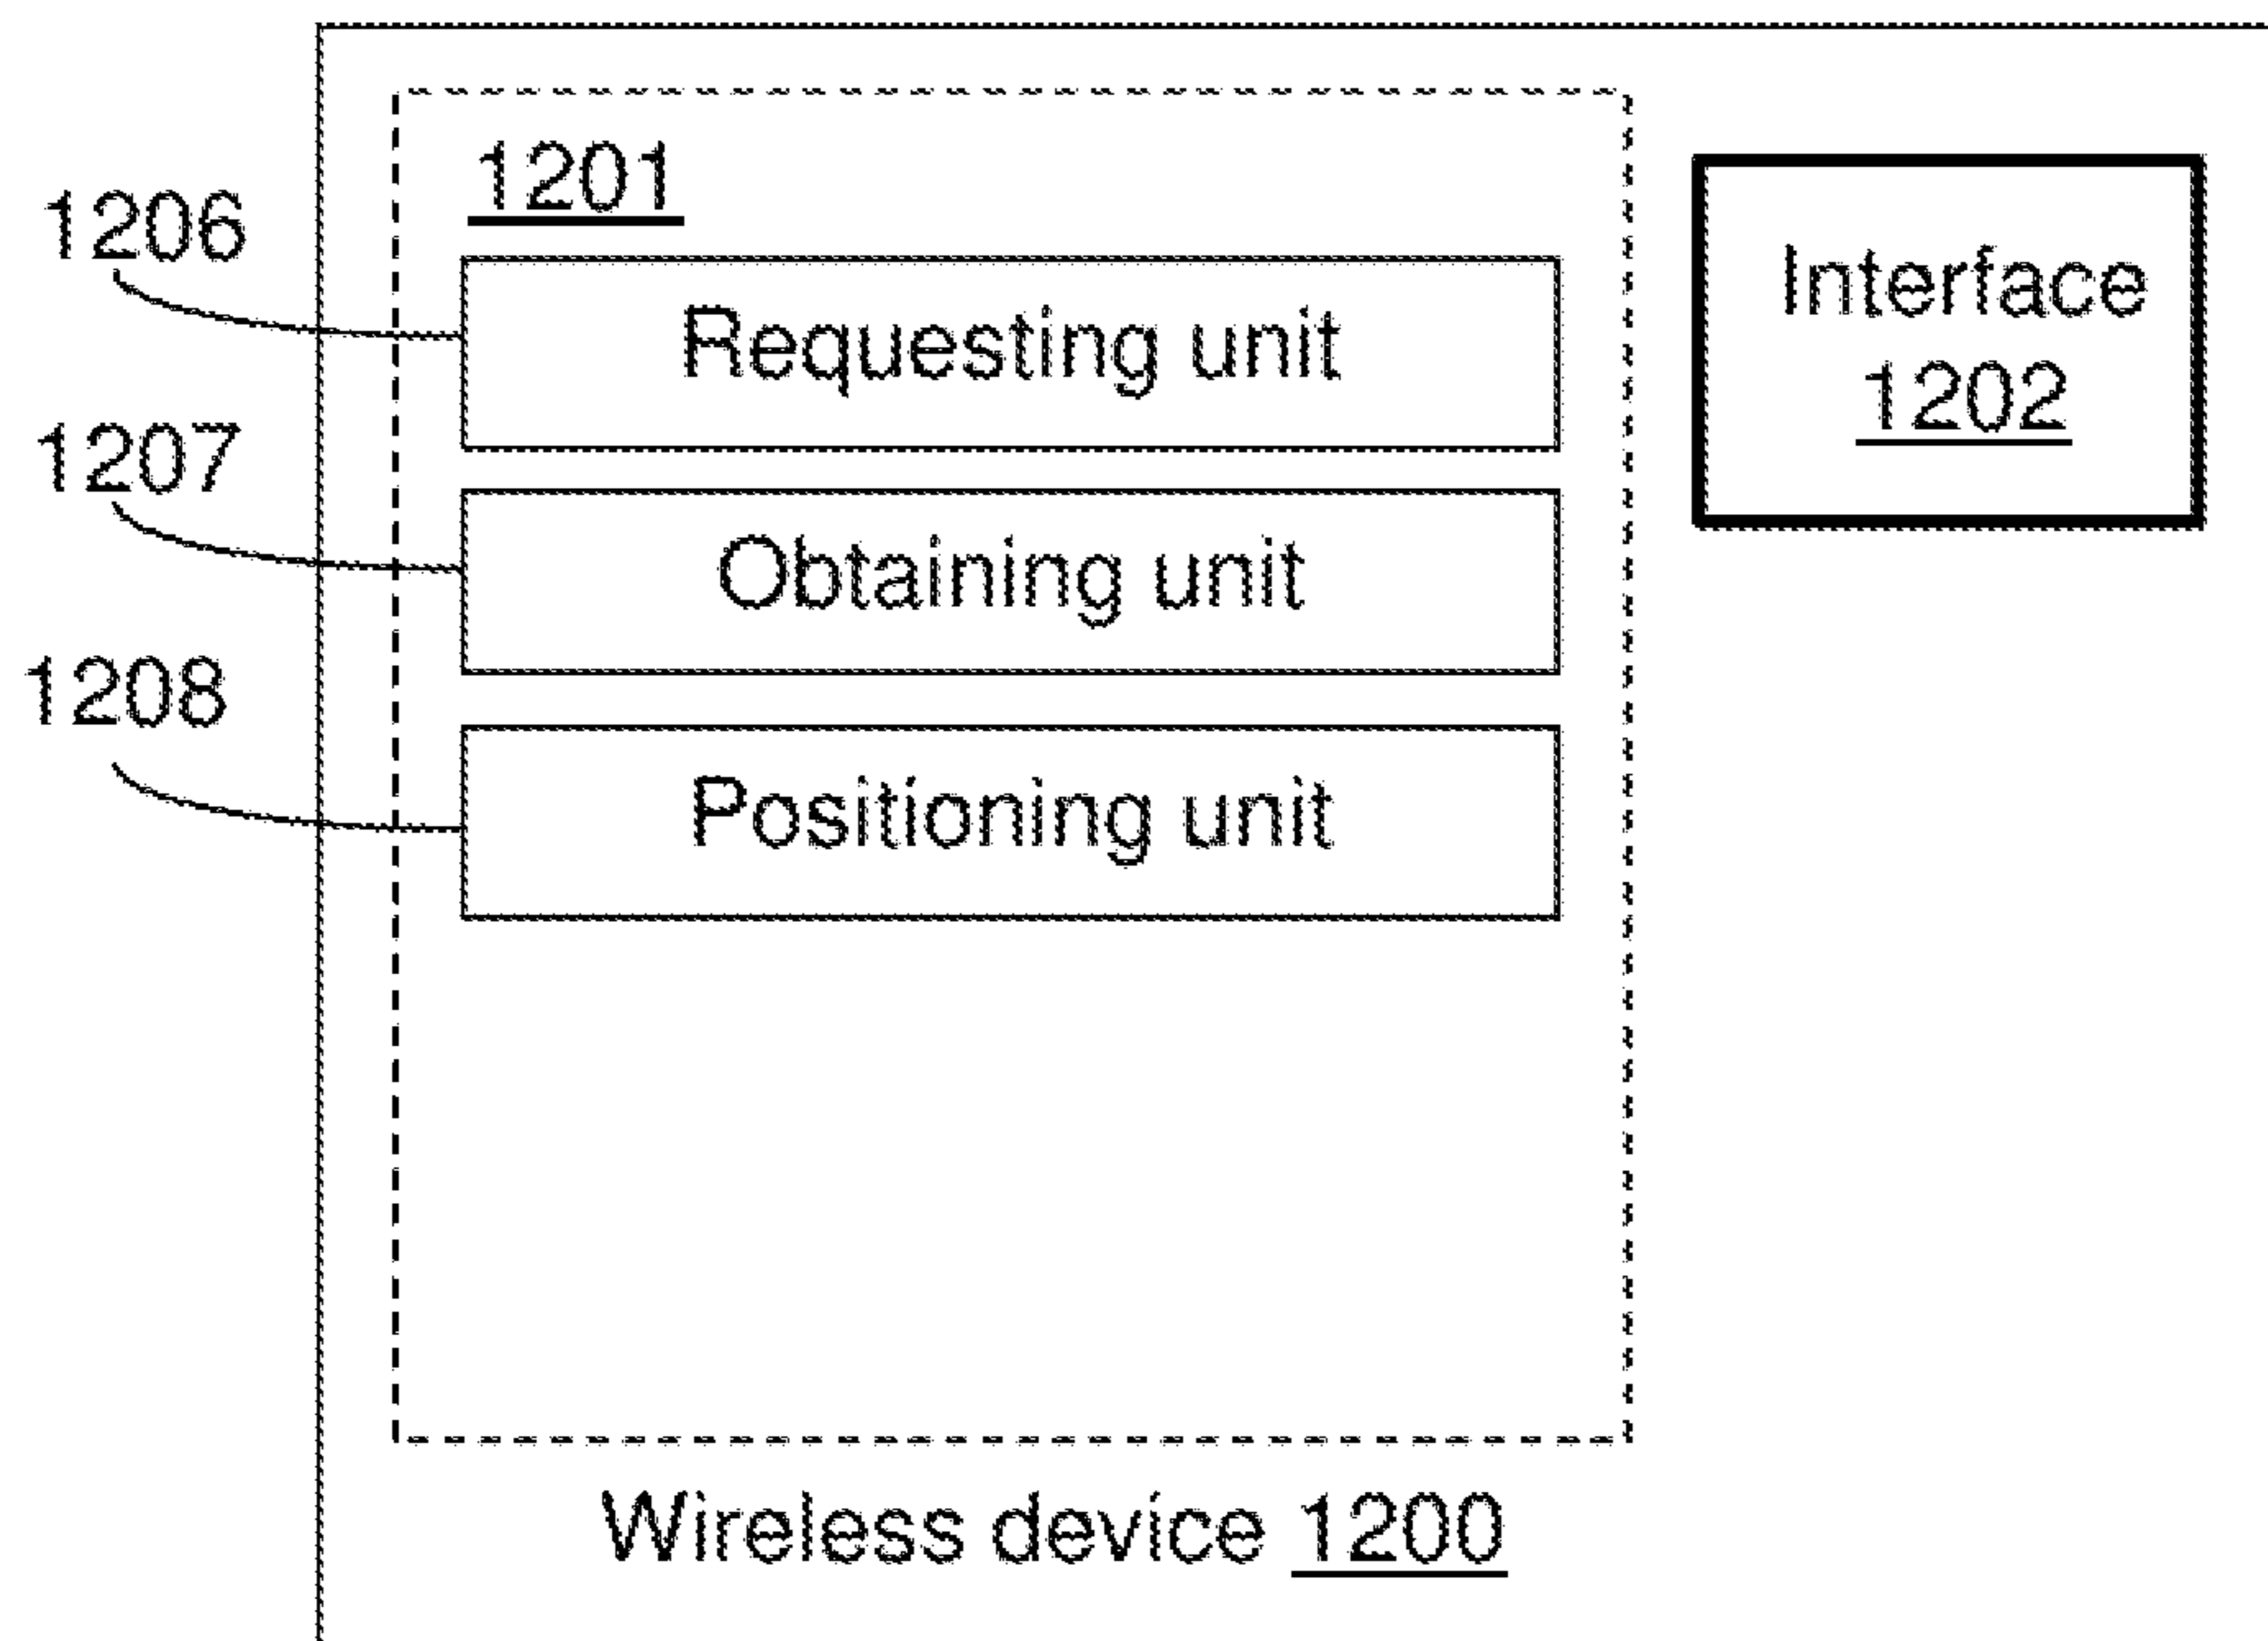 1201
1206
Requesting unit
Interface
1202
1207
Obtaining unit
1208
Positioning unit
Wireless device 1200